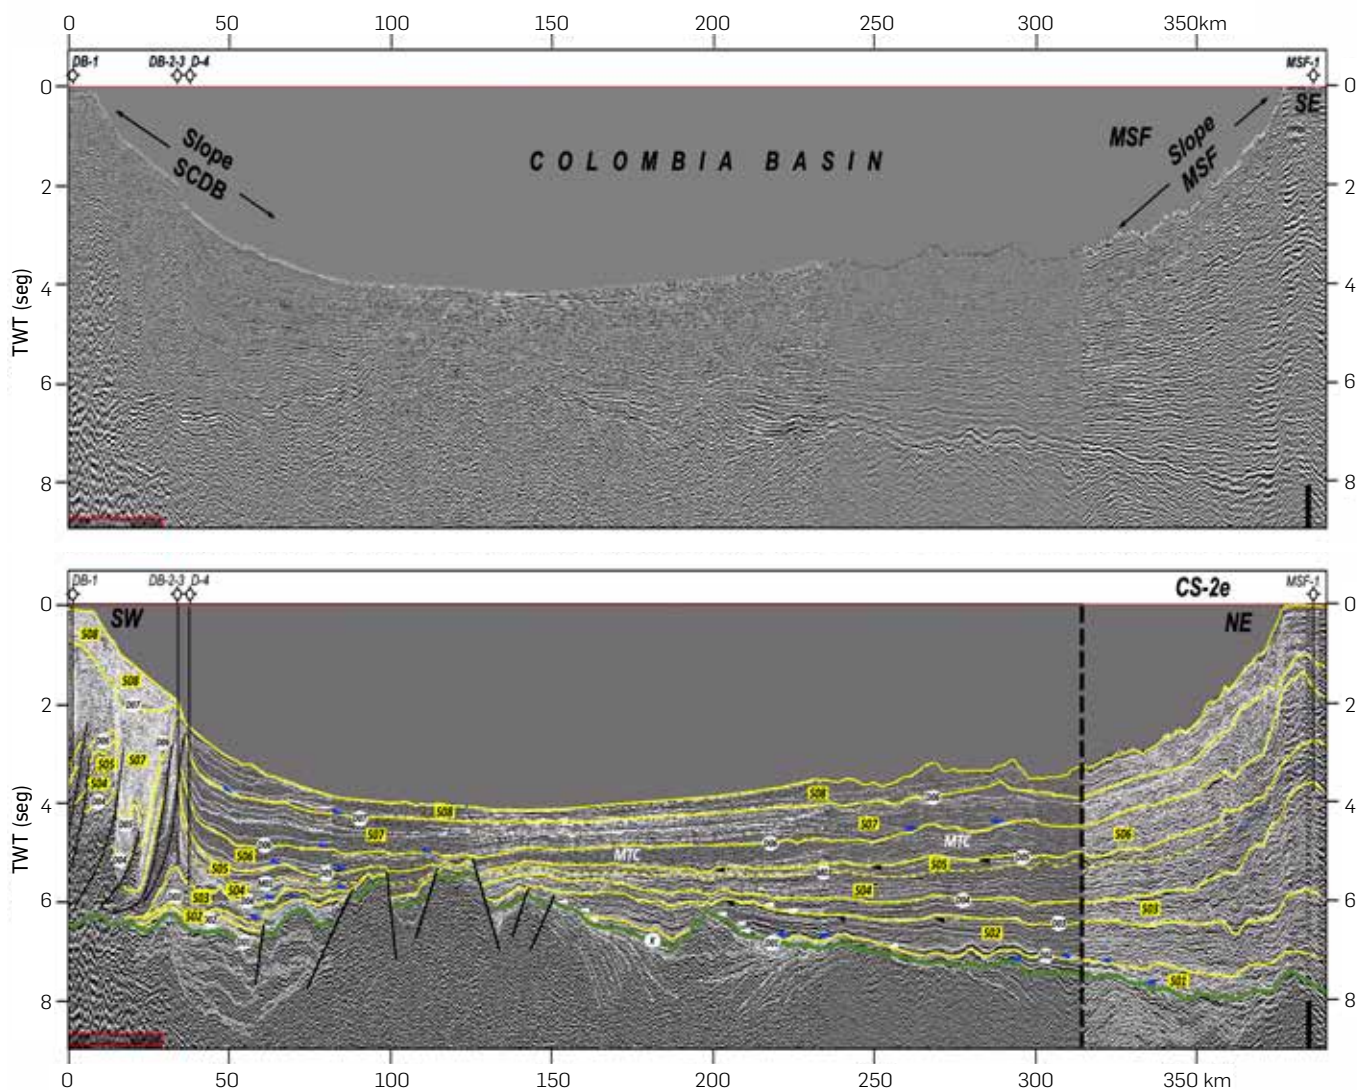 0 50 100 150 200 250 300 350km
DB-1 DB-2-3 D-4 MSF-1
0 0
SE
Slope
SCDB
COLOMBIA BASIN
MSF
Slope
MSF
2 2
4 4
TWT (seg)
6 6
8 8
DB-1 DB-2-3 D-4 CS-2e MSF-1
0 0
SW NE
S08
S08
D07
2 2
S07
S05
S04
D04
4 4
TWT (seg)
S08 S08
S07 S07
MTC MTC
S06 S06
S05 S05
S04 S04
S03 S03
S02 S02
S01
D04
D03
K
6 6
8 8
0 50 100 150 200 250 300 350 km